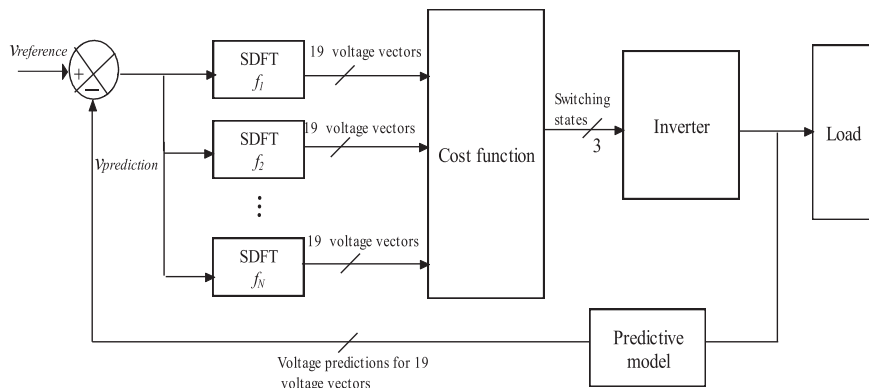 vreference
+
−
vprediction
SDFT
f1
19 voltage vectors
SDFT
f2
19 voltage vectors
⋮
SDFT
fN
19 voltage vectors
Cost function
Switching
states
3
Inverter
Load
Predictive
model
Voltage predictions for 19
voltage vectors